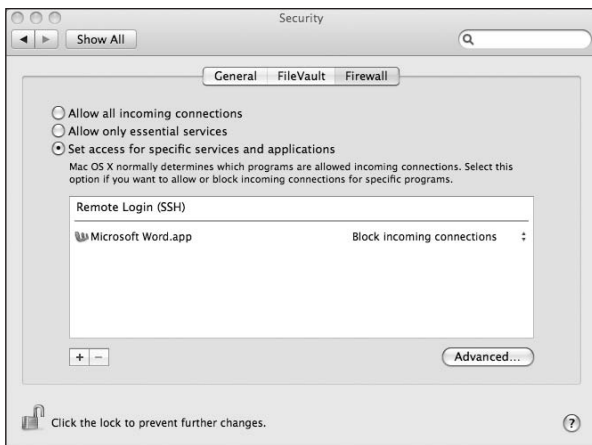 Security
Show All
General FileVault Firewall
Allow all incoming connections
Allow only essential services
Set access for specific services and applications
Mac OS X normally determines which programs are allowed incoming connections. Select this
option if you want to allow or block incoming connections for specific programs.
Remote Login (SSH)
Microsoft Word.app Block incoming connections
+ −
Advanced...
Click the lock to prevent further changes.
?